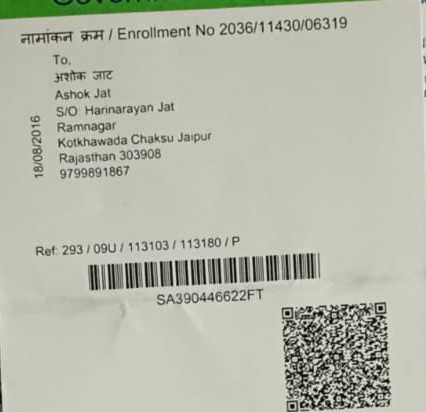 नामांकन क्रम / Enrollment No 2036/11430/06319
To,
अशोक जाट
Ashok Jat
S/O: Harinarayan Jat
Ramnagar
Kotkhawada Chaksu Jaipur
Rajasthan 303908
9799891867
18/08/2016
Ref: 293 / 09U / 113103 / 113180 / P
SA390446622FT